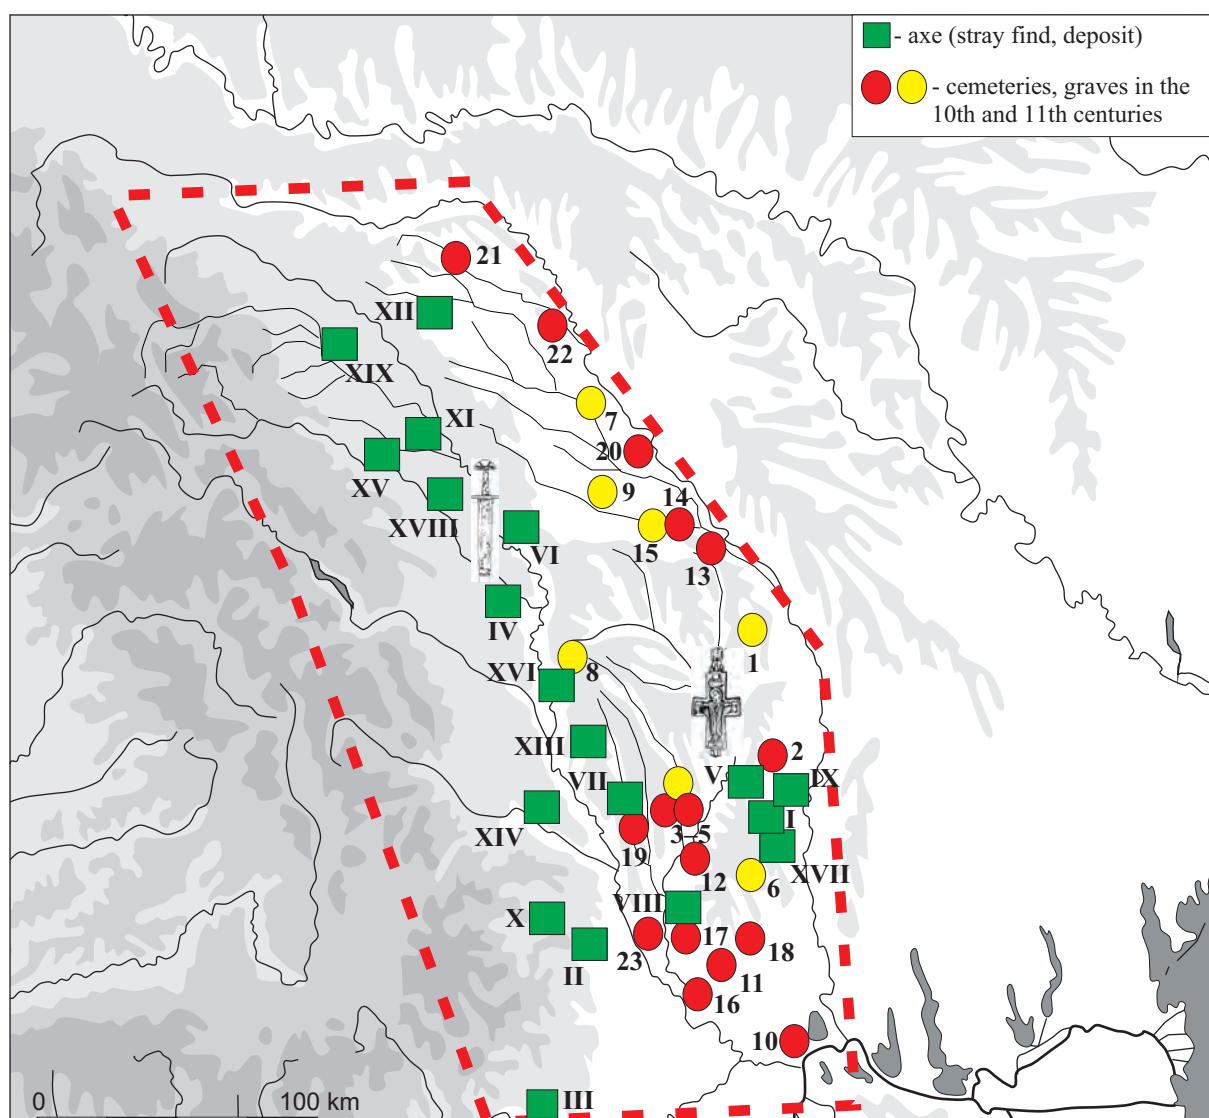 - axe (stray find, deposit)
- cemeteries, graves in the
10th and 11th centuries
21
XII
22
XIX
7
XI
20
XV
9
14
XVIII
VI
15
13
IV
1
8
XVI
XIII
2
V
IX
VII
I
XIV
3–5
19
XVII
12
6
VIII
X
17
18
23
II
11
16
10
III
0
100 km